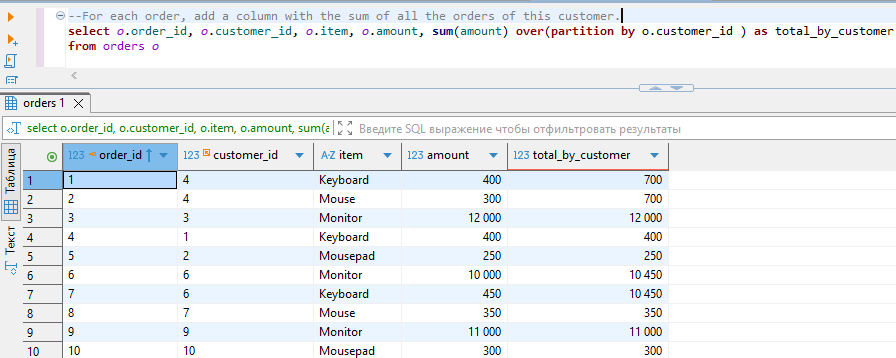 --For each order, add a column with the sum of all the orders of this customer.
select o.order_id, o.customer_id, o.item, o.amount, sum(amount) over(partition by o.customer_id ) as total_by_customer
from orders o
orders 1
select o.order_id, o.customer_id, o.item, o.amount, sum(a
Введите SQL выражение чтобы отфильтровать результаты
Таблица
Текст
123 order_id 123 customer_id A-Z item 123 amount 123 total_by_customer
1 1 4 Keyboard 400 700
2 2 4 Mouse 300 700
3 3 3 Monitor 12 000 12 000
4 4 1 Keyboard 400 400
5 5 2 Mousepad 250 250
6 6 6 Monitor 10 000 10 450
7 7 6 Keyboard 450 10 450
8 8 7 Mouse 350 350
9 9 9 Monitor 11 000 11 000
10 10 10 Mousepad 300 300